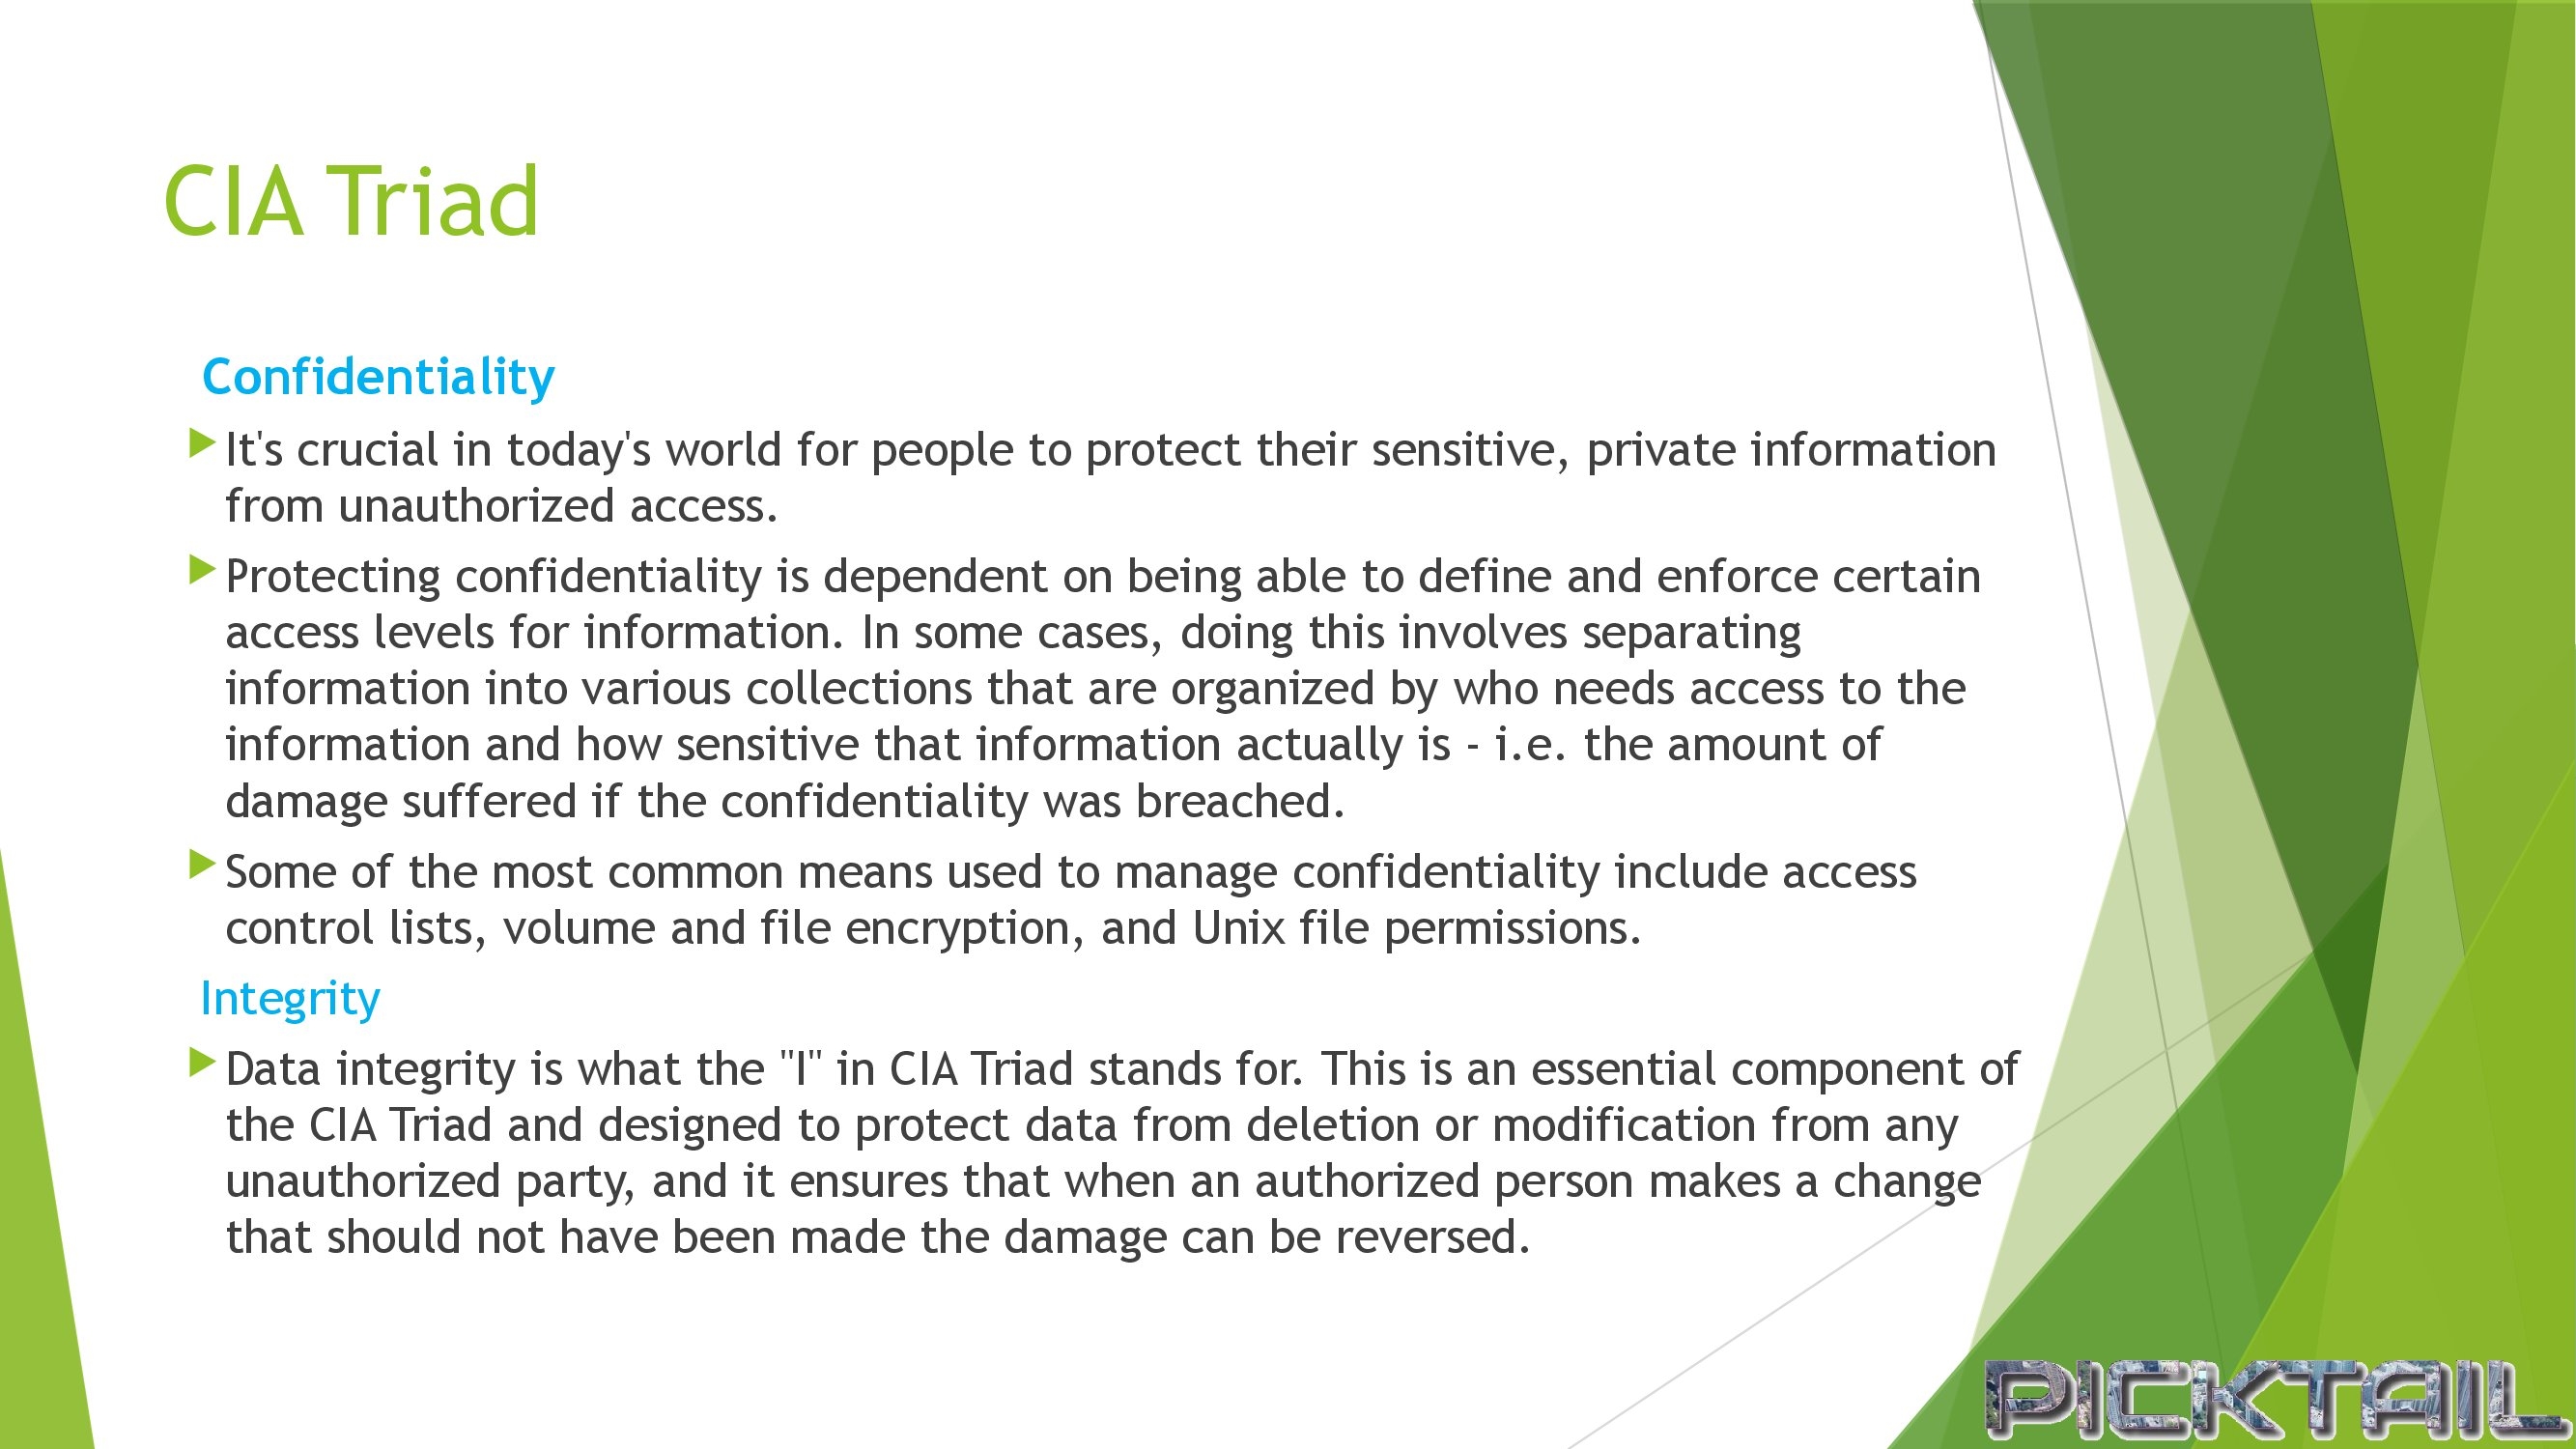 CIA Triad
Confidentiality
It's crucial in today's world for people to protect their sensitive, private information
from unauthorized access.
Protecting confidentiality is dependent on being able to define and enforce certain
access levels for information. In some cases, doing this involves separating
information into various collections that are organized by who needs access to the
information and how sensitive that information actually is - i.e. the amount of
damage suffered if the confidentiality was breached.
Some of the most common means used to manage confidentiality include access
control lists, volume and file encryption, and Unix file permissions.
Integrity
Data integrity is what the "I" in CIA Triad stands for. This is an essential component of
the CIA Triad and designed to protect data from deletion or modification from any
unauthorized party, and it ensures that when an authorized person makes a change
that should not have been made the damage can be reversed.
PICKTAIL